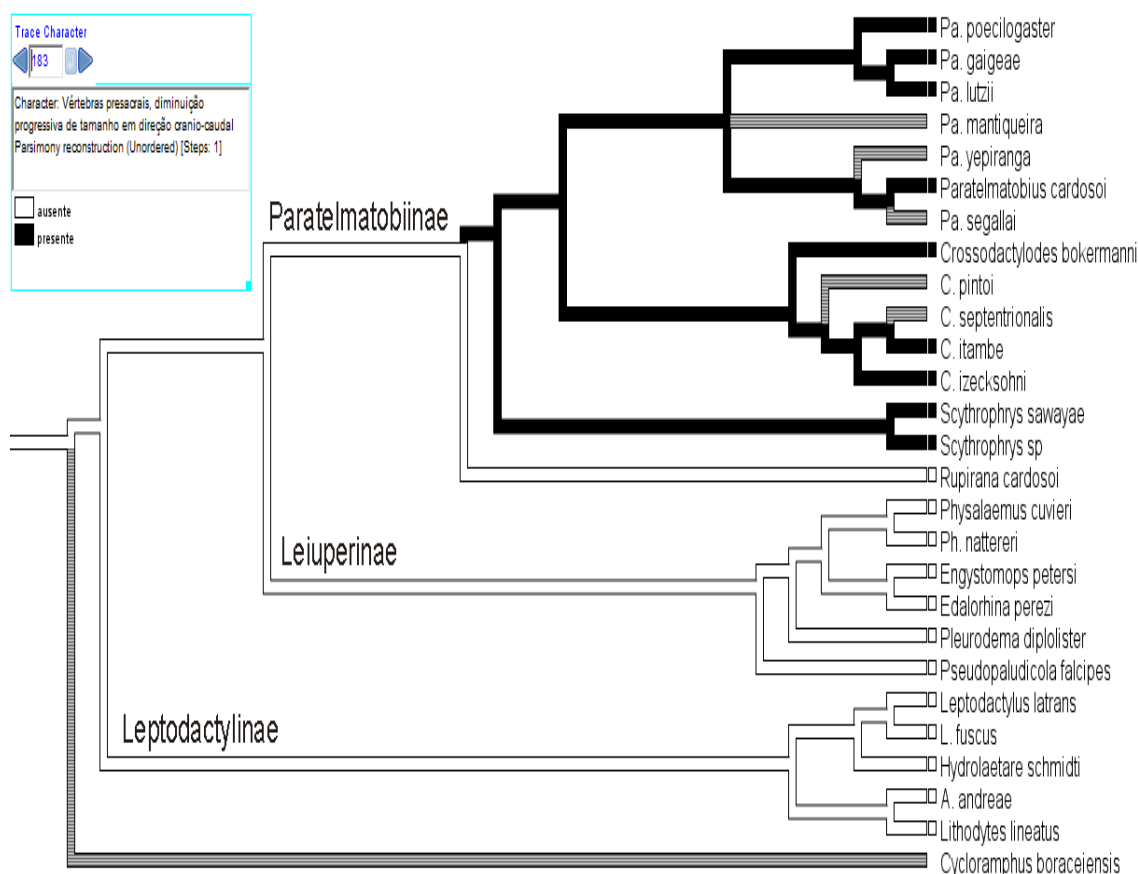 Trace Character
183
Character: Vértebras presacrais, diminuição
progressiva de tamanho em direção cranio-caudal
Parsimony reconstruction (Unordered) [Steps: 1]
ausente
presente
Paratelmatobiinae
Leiuperinae
Leptodactylinae
Pa. poecilogaster
Pa. gaigeae
Pa. lutzii
Pa. mantiqueira
Pa. yepiranga
Paratelmatobius cardosoi
Pa. segallai
Crossodactylodes bokermanni
C. pintoi
C. septentrionalis
C. itambe
C. izecksohni
Scythrophrys sawayae
Scythrophrys sp
Rupirana cardosoi
Physalaemus cuvieri
Ph. nattereri
Engystomops petersi
Edalorhina perezi
Pleurodema diplolister
Pseudopaludicola falcipes
Leptodactylus latrans
L. fuscus
Hydrolaetare schmidti
A. andreae
Lithodytes lineatus
Cycloramphus boraceiensis